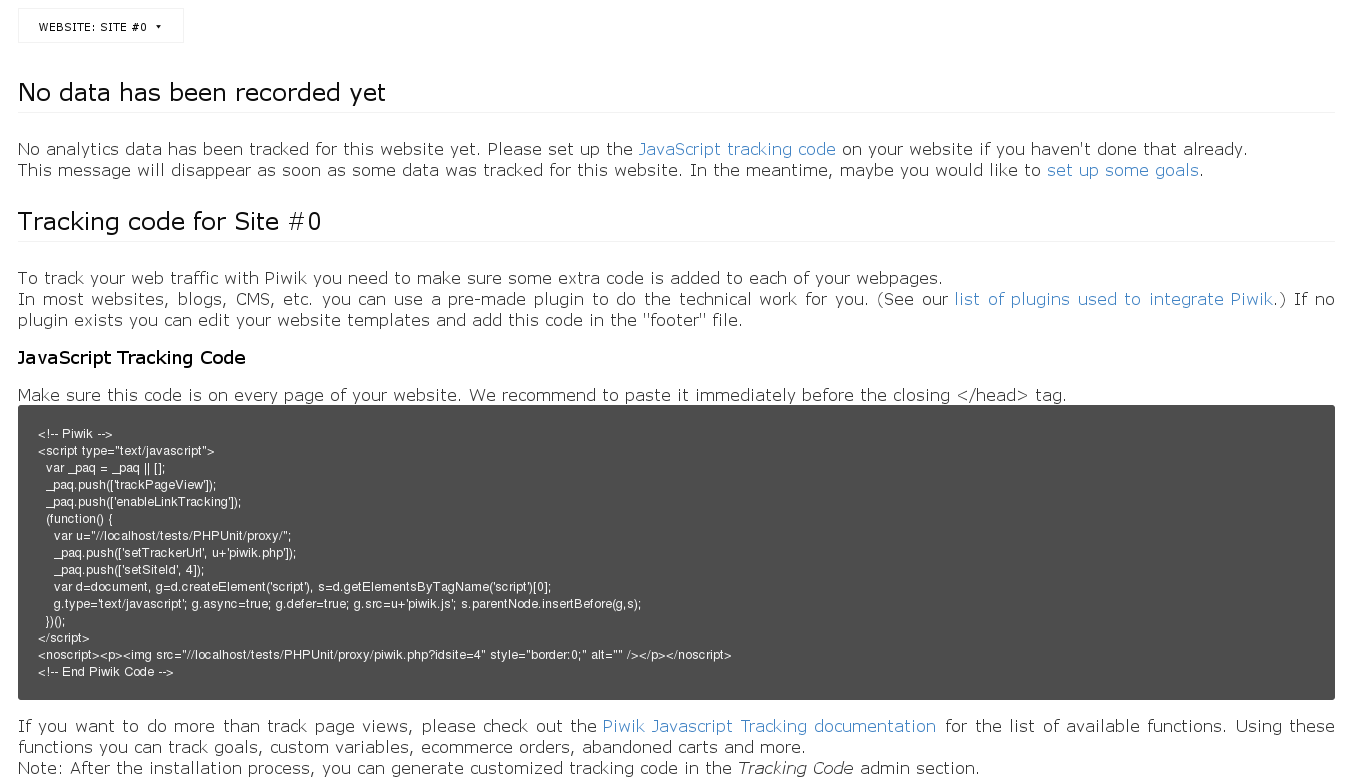 WEBSITE: SITE #0 ▾
No data has been recorded yet
No analytics data has been tracked for this website yet. Please set up the JavaScript tracking code on your website if you haven't done that already.
This message will disappear as soon as some data was tracked for this website. In the meantime, maybe you would like to set up some goals.
Tracking code for Site #0
To track your web traffic with Piwik you need to make sure some extra code is added to each of your webpages.
In most websites, blogs, CMS, etc. you can use a pre-made plugin to do the technical work for you. (See our list of plugins used to integrate Piwik.) If no
plugin exists you can edit your website templates and add this code in the "footer" file.
JavaScript Tracking Code
Make sure this code is on every page of your website. We recommend to paste it immediately before the closing </head> tag.
<!-- Piwik -->
<script type="text/javascript">
  var _paq = _paq || [];
  _paq.push(['trackPageView']);
  _paq.push(['enableLinkTracking']);
  (function() {
    var u="//localhost/tests/PHPUnit/proxy/";
    _paq.push(['setTrackerUrl', u+'piwik.php']);
    _paq.push(['setSiteId', 4]);
    var d=document, g=d.createElement('script'), s=d.getElementsByTagName('script')[0];
    g.type='text/javascript'; g.async=true; g.defer=true; g.src=u+'piwik.js'; s.parentNode.insertBefore(g,s);
  })();
</script>
<noscript><p><img src="//localhost/tests/PHPUnit/proxy/piwik.php?idsite=4" style="border:0;" alt="" /></p></noscript>
<!-- End Piwik Code -->
If you want to do more than track page views, please check out the Piwik Javascript Tracking documentation for the list of available functions. Using these
functions you can track goals, custom variables, ecommerce orders, abandoned carts and more.
Note: After the installation process, you can generate customized tracking code in the Tracking Code admin section.